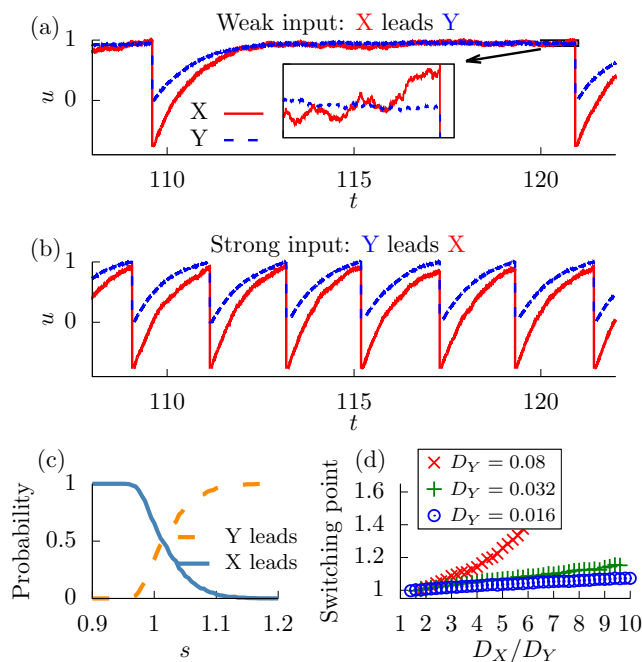 (a) Weak input: X leads Y
1
0
u
X
Y
110 115 120
t
(b) Strong input: Y leads X
1
0
u
110 115 120
t
(c)
Probability
1
0.5
0
Y leads
X leads
0.9 1 1.1 1.2
s
(d)
Switching point
D_Y = 0.08
D_Y = 0.032
D_Y = 0.016
1.6
1.4
1.2
1
1 2 3 4 5 6 7 8 9 10
D_X/D_Y